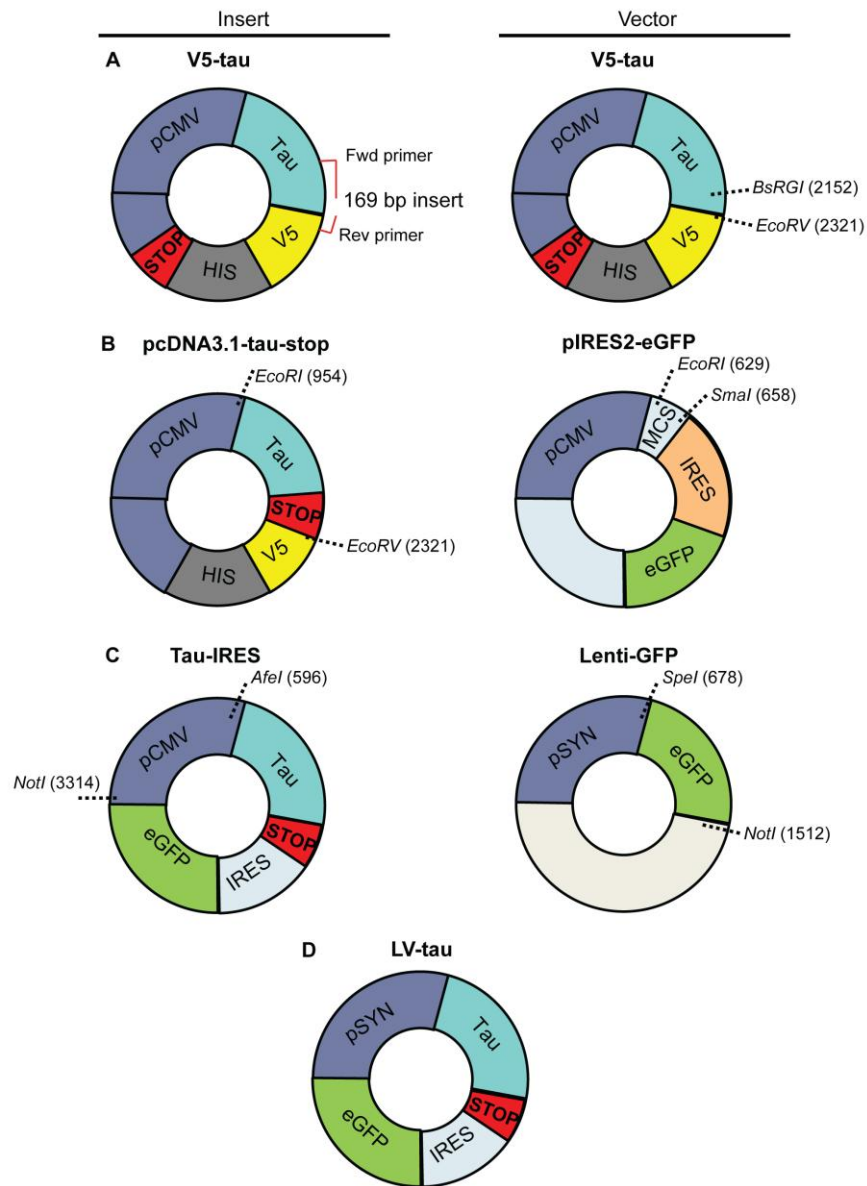 Insert
Vector
A
V5-tau
V5-tau
pCMV
Tau
Fwd primer
169 bp insert
Rev primer
V5
HIS
STOP
pCMV
Tau
BsRGI (2152)
EcoRV (2321)
V5
HIS
STOP
B
pcDNA3.1-tau-stop
pIRES2-eGFP
EcoRI (954)
pCMV
Tau
STOP
EcoRV (2321)
V5
HIS
EcoRI (629)
SmaI (658)
pCMV
MCS
IRES
eGFP
C
Tau-IRES
Lenti-GFP
AfeI (596)
pCMV
Tau
NotI (3314)
STOP
eGFP
IRES
SpeI (678)
pSYN
eGFP
NotI (1512)
D
LV-tau
pSYN
Tau
STOP
eGFP
IRES